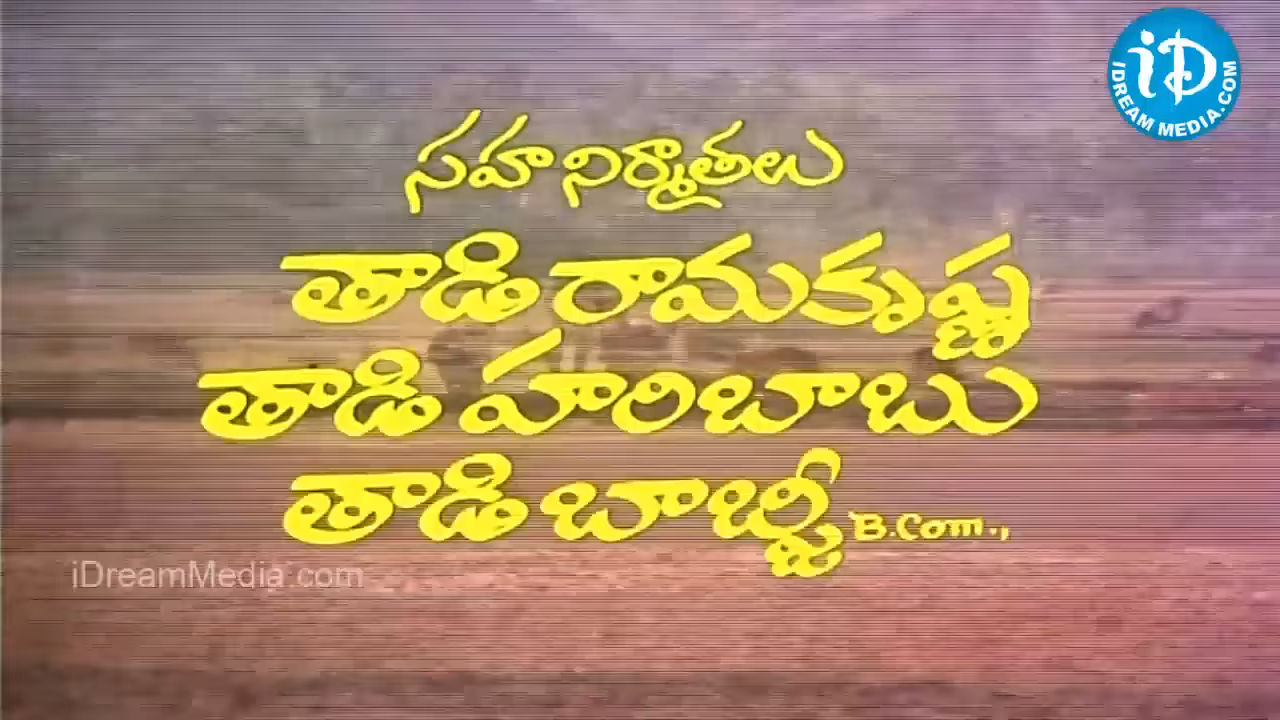 iD
IDREAM MEDIA.COM
సహ నిర్మాతలు
తాడి రామకృష్ణ
తాడి హరిబాబు
తాడి బాబ్జీ B.Com.,
iDreamMedia.com